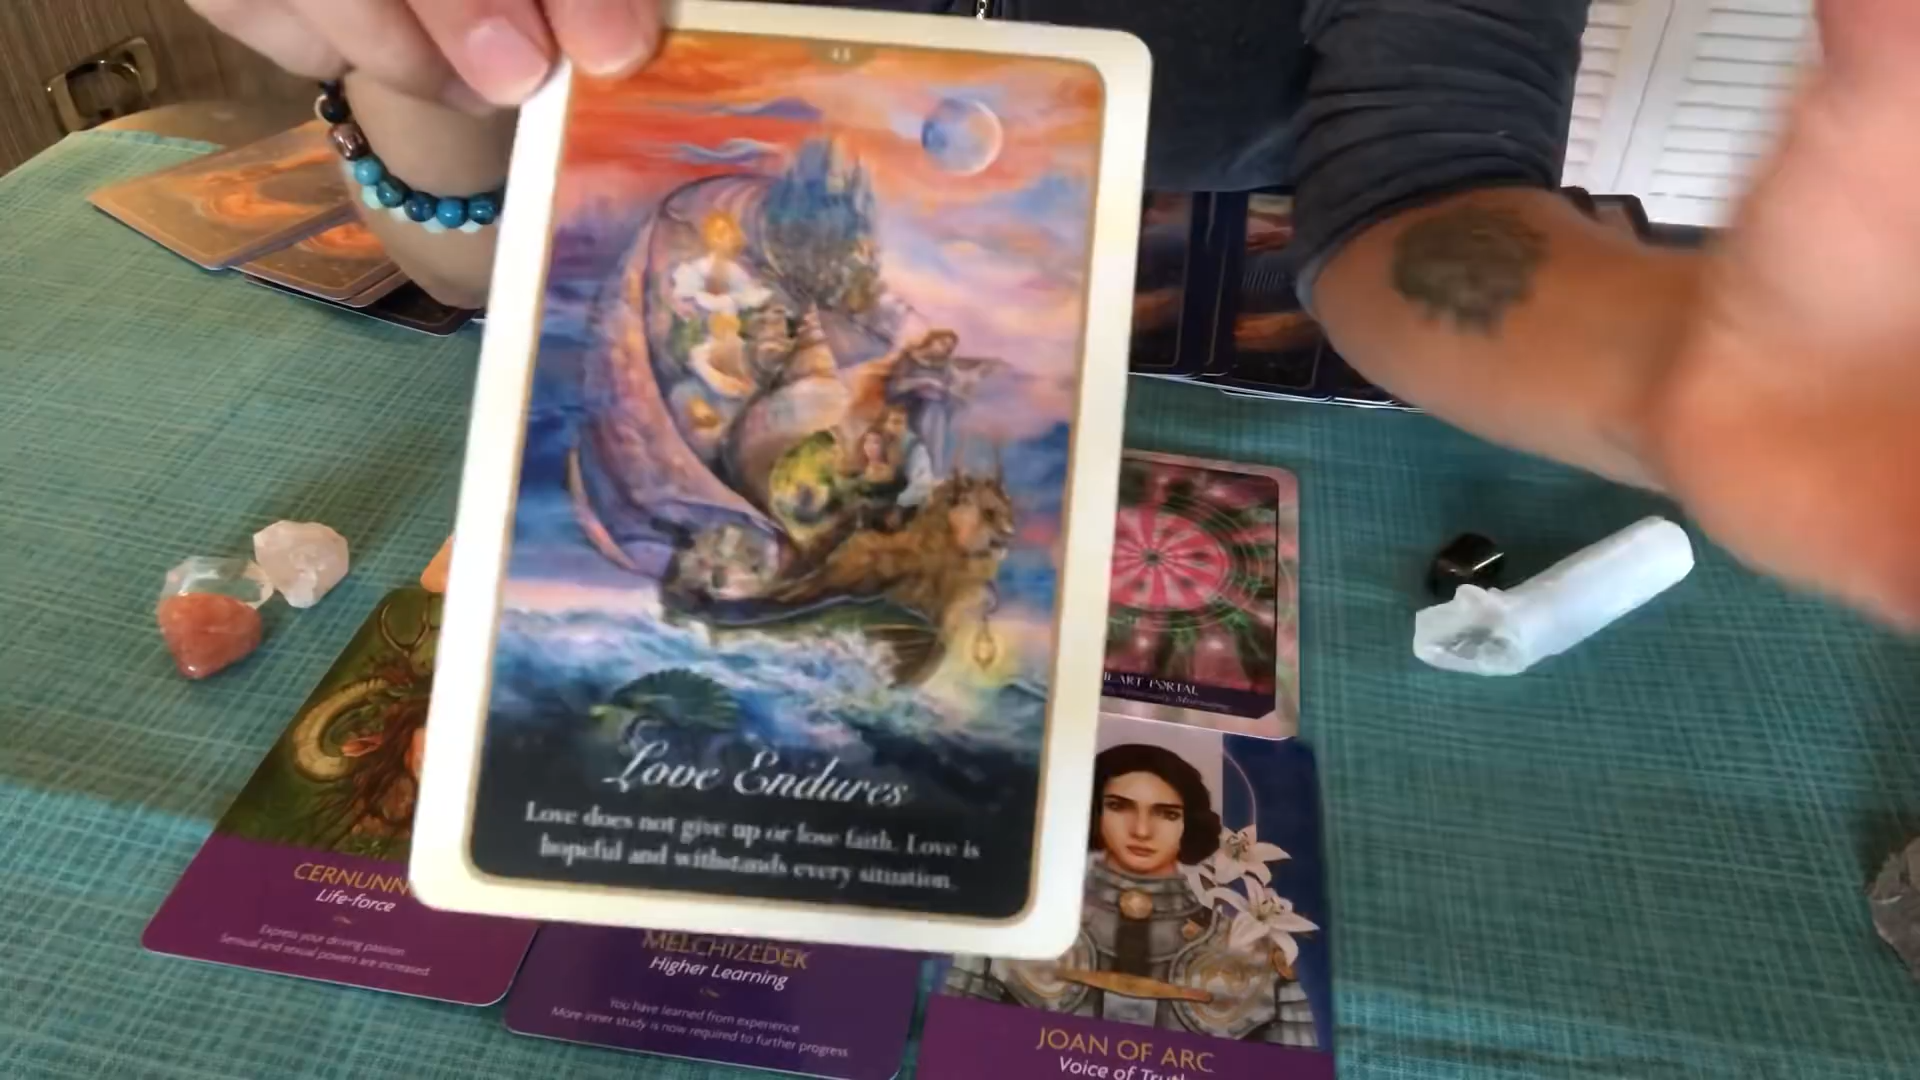 Love Endures
Love does not give up or lose faith. Love is
hopeful and withstands every situation.
ART PORTAL
CERNUNN
Life-force
Express your driving passion
Sensual and sexual powers are increased
MELCHIZEDEK
Higher Learning
You have learned from experience
More inner study is now required to further progress
JOAN OF ARC
Voice of Truth